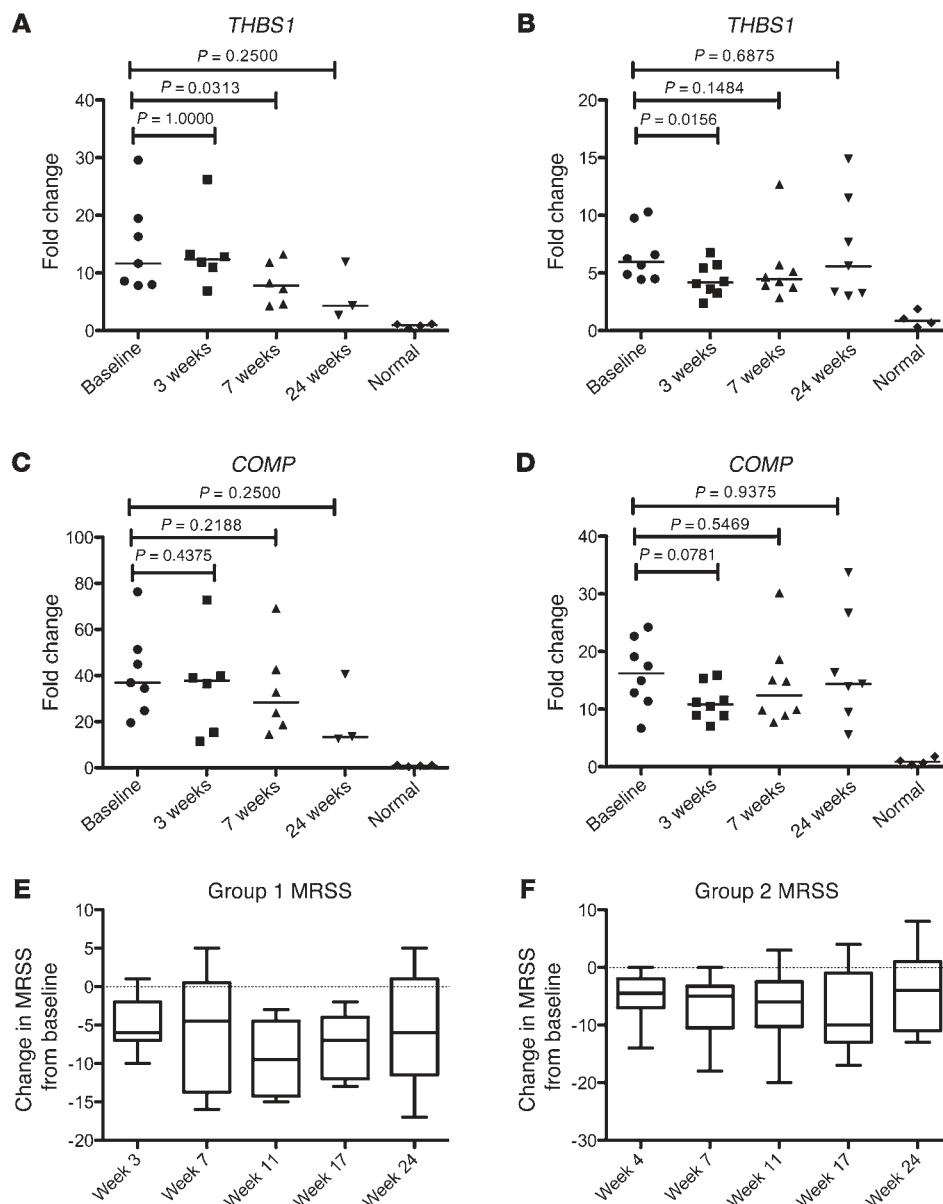 A
THBS1
P = 0.2500
P = 0.0313
P = 1.0000
Fold change
40
30
20
10
0
Baseline
3 weeks
7 weeks
24 weeks
Normal
B
THBS1
P = 0.6875
P = 0.1484
P = 0.0156
Fold change
20
15
10
5
0
Baseline
3 weeks
7 weeks
24 weeks
Normal
C
COMP
P = 0.2500
P = 0.2188
P = 0.4375
Fold change
100
80
60
40
20
0
Baseline
3 weeks
7 weeks
24 weeks
Normal
D
COMP
P = 0.9375
P = 0.5469
P = 0.0781
Fold change
40
30
20
10
0
Baseline
3 weeks
7 weeks
24 weeks
Normal
E
Group 1 MRSS
Change in MRSS
from baseline
10
5
0
-5
-10
-15
-20
Week 3
Week 7
Week 11
Week 17
Week 24
F
Group 2 MRSS
Change in MRSS
from baseline
10
0
-10
-20
-30
Week 4
Week 7
Week 11
Week 17
Week 24